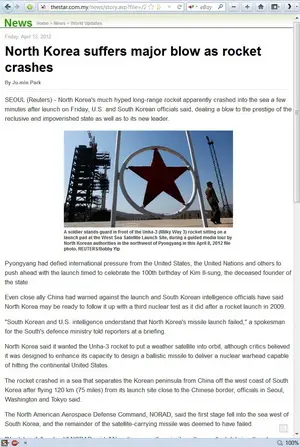 thestar.com.my/news/story.asp?file=/2
eBay
News
Home > News > World Updates
Friday, April 13, 2012
North Korea suffers major blow as rocket
crashes
By Ju-min Park
SEOUL (Reuters) - North Korea's much hyped long-range rocket apparently crashed into the sea a few
minutes after launch on Friday, U.S. and South Korean officials said, dealing a blow to the prestige of the
reclusive and impoverished state as well as to its new leader.
A soldier stands guard in front of the Unha-3 (Milky Way 3) rocket sitting on a
launch pad at the West Sea Satellite Launch Site, during a guided media tour by
North Korean authorities in the northwest of Pyongyang in this April 8, 2012 file
photo. REUTERS/Bobby Yip
Pyongyang had defied international pressure from the United States, the United Nations and others to
push ahead with the launch timed to celebrate the 100th birthday of Kim Il-sung, the deceased founder of
the state
Even close ally China had warned against the launch and South Korean intelligence officials have said
North Korea may be ready to follow it up with a third nuclear test as it did after a rocket launch in 2009.
"South Korean and U.S. intelligence understand that North Korea's missile launch failed," a spokesman
for the South's defence ministry told reporters at a briefing.
North Korea said it wanted the Unha-3 rocket to put a weather satellite into orbit, although critics believed
it was designed to enhance its capacity to design a ballistic missile to deliver a nuclear warhead capable
of hitting the continental United States.
The rocket crashed in a sea that separates the Korean peninsula from China off the west coast of South
Korea after flying 120 km (75 miles) from its launch site close to the Chinese border, officials in Seoul,
Washington and Tokyo said.
The North American Aerospace Defense Command, NORAD, said the first stage fell into the sea west of
South Korea, and the remainder of the satellite-carrying missile was deemed to have failed.
100%